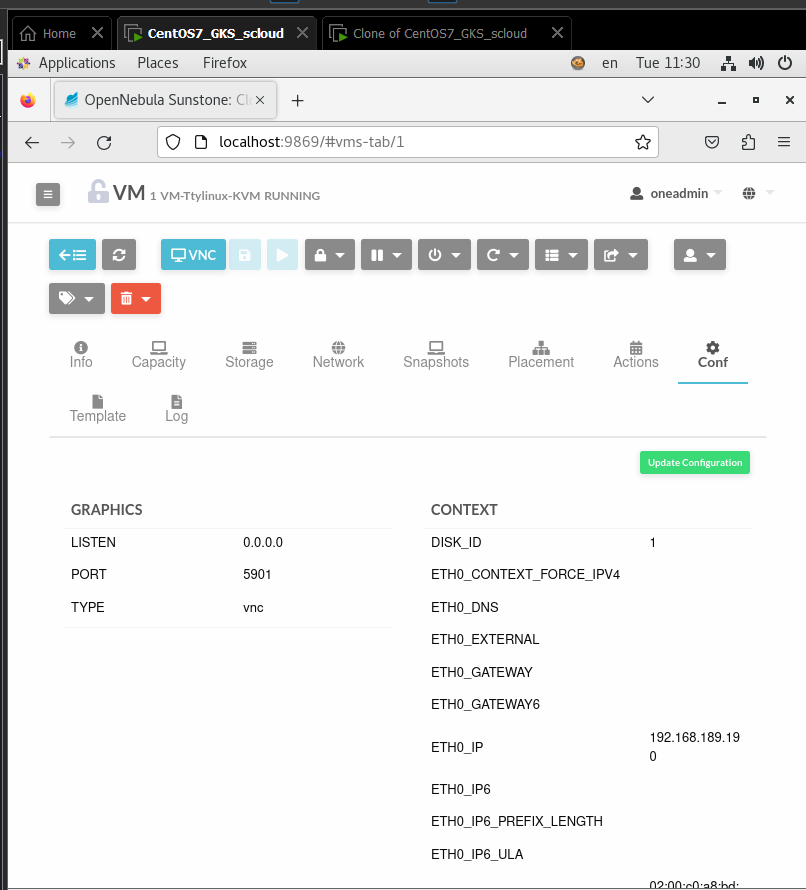 Home
CentOS7_GKS_scloud
Clone of CentOS7_GKS_scloud
Applications Places Firefox en Tue 11:30
OpenNebula Sunstone: Cl
localhost:9869/#vms-tab/1
VM 1 VM-Ttylinux-KVM RUNNING
oneadmin
VNC
Info Capacity Storage Network Snapshots Placement Actions Conf
Template Log
Update Configuration
GRAPHICS
LISTEN 0.0.0.0
PORT 5901
TYPE vnc
CONTEXT
DISK_ID 1
ETH0_CONTEXT_FORCE_IPV4
ETH0_DNS
ETH0_EXTERNAL
ETH0_GATEWAY
ETH0_GATEWAY6
ETH0_IP 192.168.189.19
0
ETH0_IP6
ETH0_IP6_PREFIX_LENGTH
ETH0_IP6_ULA
02:00:c0:a8:bd: